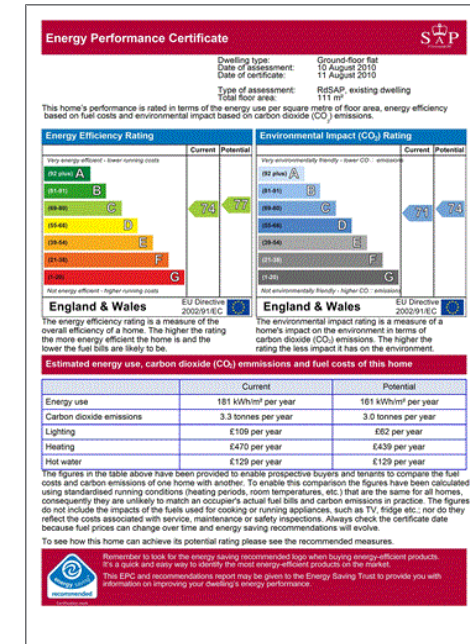 Energy Performance Certificate
SAP
Dwelling type: Ground-floor flat
Date of assessment: 10 August 2010
Date of certificate: 11 August 2010
Type of assessment: RdSAP, existing dwelling
Total floor area: 111 m²
This home's performance is rated in terms of the energy use per square metre of floor area, energy efficiency
based on fuel costs and environmental impact based on carbon dioxide (CO2) emissions.
Energy Efficiency Rating
Current Potential
Very energy efficient - lower running costs
(92 plus) A
(81-91) B
(69-80) C
(55-68) D
(39-54) E
(21-38) F
(1-20) G
74 77
Not energy efficient - higher running costs
England & Wales
EU Directive
2002/91/EC
The energy efficiency rating is a measure of the
overall efficiency of a home. The higher the rating
the more energy efficient the home is and the
lower the fuel bills are likely to be.
Environmental Impact (CO₂) Rating
Current Potential
Very environmentally friendly - lower CO₂ emissions
(92 plus) A
(81-91) B
(69-80) C
(55-68) D
(39-54) E
(21-38) F
(1-20) G
71 74
Not environmentally friendly - higher CO₂ emissions
England & Wales
EU Directive
2002/91/EC
The environmental impact rating is a measure of a
home's impact on the environment in terms of
carbon dioxide (CO₂) emissions. The higher the
rating the less impact it has on the environment.
Estimated energy use, carbon dioxide (CO₂) emmissions and fuel costs of this home
Current Potential
Energy use 181 kWh/m² per year 161 kWh/m² per year
Carbon dioxide emissions 3.3 tonnes per year 3.0 tonnes per year
Lighting £109 per year £62 per year
Heating £470 per year £439 per year
Hot water £129 per year £129 per year
The figures in the table above have been provided to enable prospective buyers and tenants to compare the fuel
costs and carbon emissions of one home with another. To enable this comparison the figures have been calculated
using standardised running conditions (heating periods, room temperatures, etc.) that are the same for all homes,
consequently they are unlikely to match an occupier's actual fuel bills and carbon emissions in practice. The figures
do not include the impacts of the fuels used for cooking or running appliances, such as TV, fridge etc.; nor do they
reflect the costs associated with service, maintenance or safety inspections. Always check the certificate date
because fuel prices can change over time and energy saving recommendations will evolve.
To see how this home can achieve its potential rating please see the recommended measures.
energy saving
recommended
Remember to look for the energy saving recommended logo when buying energy-efficient products.
It's a quick and easy way to identify the most energy-efficient products on the market.
This EPC and recommendations report may be given to the Energy Saving Trust to provide you with
information on improving your dwelling's energy performance.